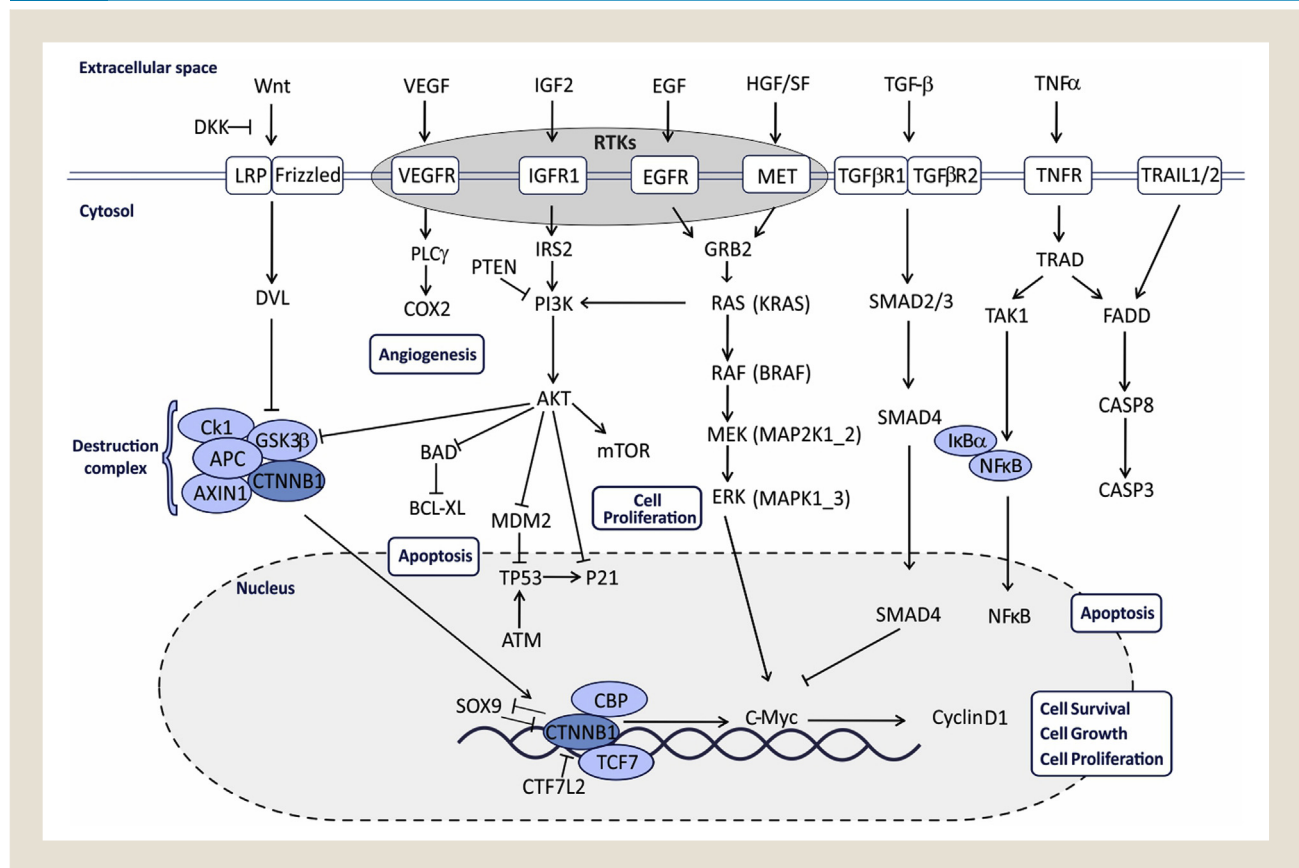 Extracellular space
Wnt
VEGF
IGF2
EGF
HGF/SF
TGF-β
TNFα
DKK
RTKs
LRP
Frizzled
VEGFR
IGFR1
EGFR
MET
TGFβR1
TGFβR2
TNFR
TRAIL1/2
Cytosol
PLCγ
IRS2
GRB2
TRAD
PTEN
DVL
COX2
PI3K
RAS (KRAS)
SMAD2/3
TAK1
FADD
Angiogenesis
RAF (BRAF)
AKT
CASP8
Destruction
complex
Ck1
GSK3β
APC
AXIN1
CTNNB1
BAD
mTOR
MEK (MAP2K1_2)
SMAD4
IκBα
NFκB
CASP3
BCL-XL
MDM2
Cell
Proliferation
ERK (MAPK1_3)
Apoptosis
Nucleus
TP53
P21
ATM
SMAD4
NFκB
Apoptosis
SOX9
CBP
CTNNB1
TCF7
CTF7L2
C-Myc
CyclinD1
Cell Survival
Cell Growth
Cell Proliferation